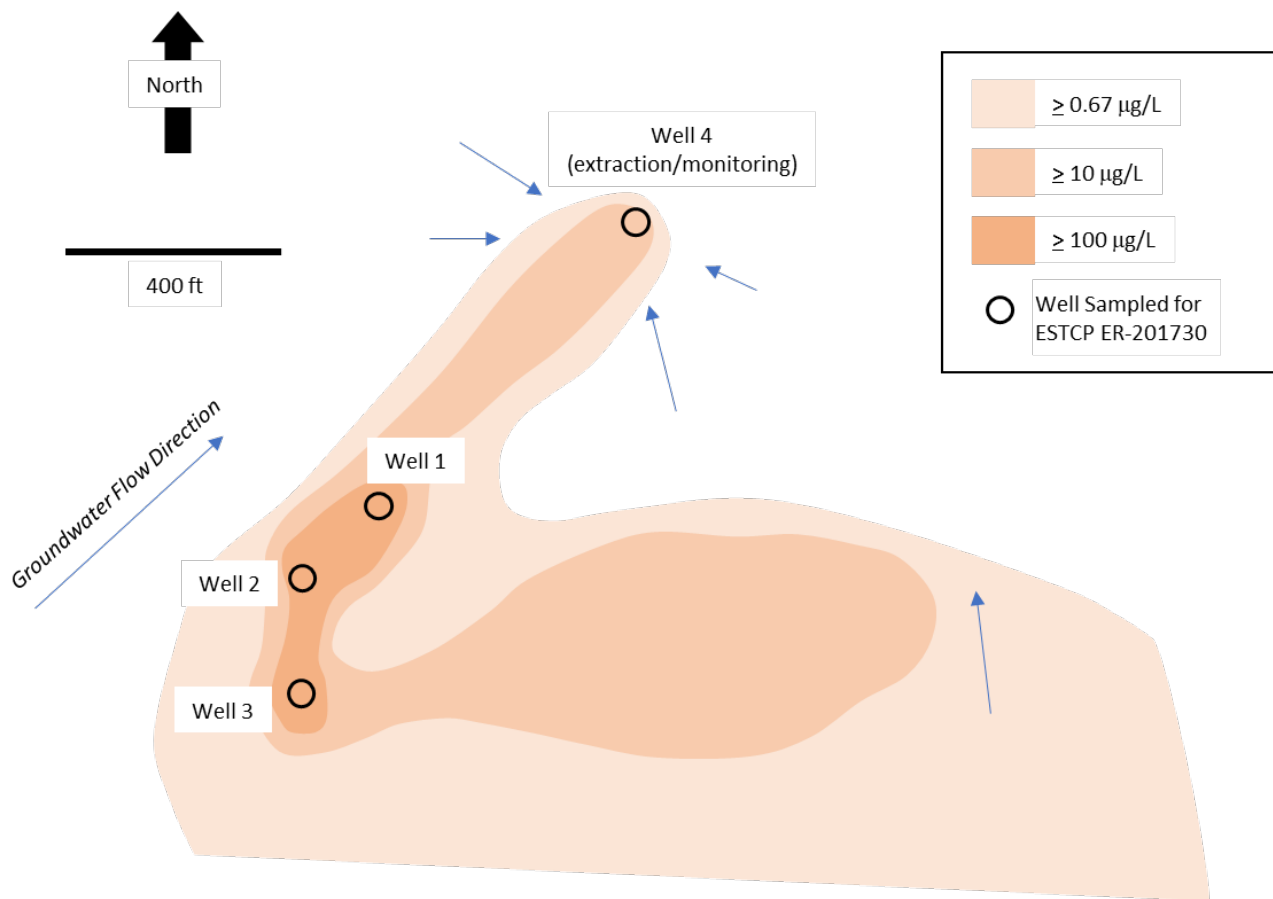 North
400 ft
Well 4
(extraction/monitoring)
≥ 0.67 μg/L
≥ 10 μg/L
≥ 100 μg/L
Well Sampled for
ESTCP ER-201730
Groundwater Flow Direction
Well 1
Well 2
Well 3